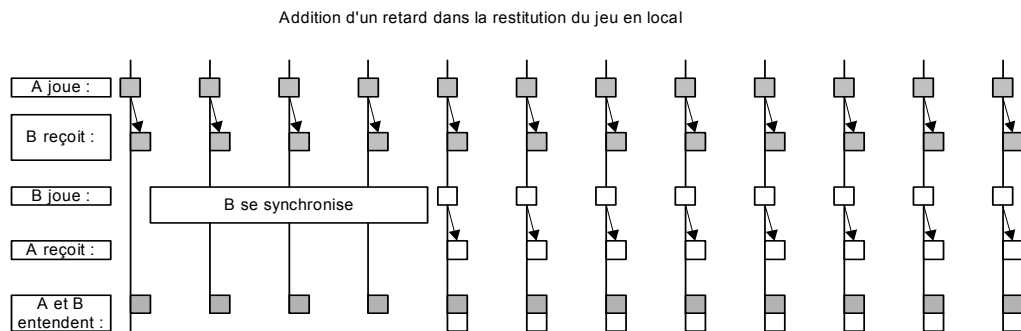 Addition d'un retard dans la restitution du jeu en local
A joue :
B reçoit :
B joue :
B se synchronise
A reçoit :
A et B
entendent :